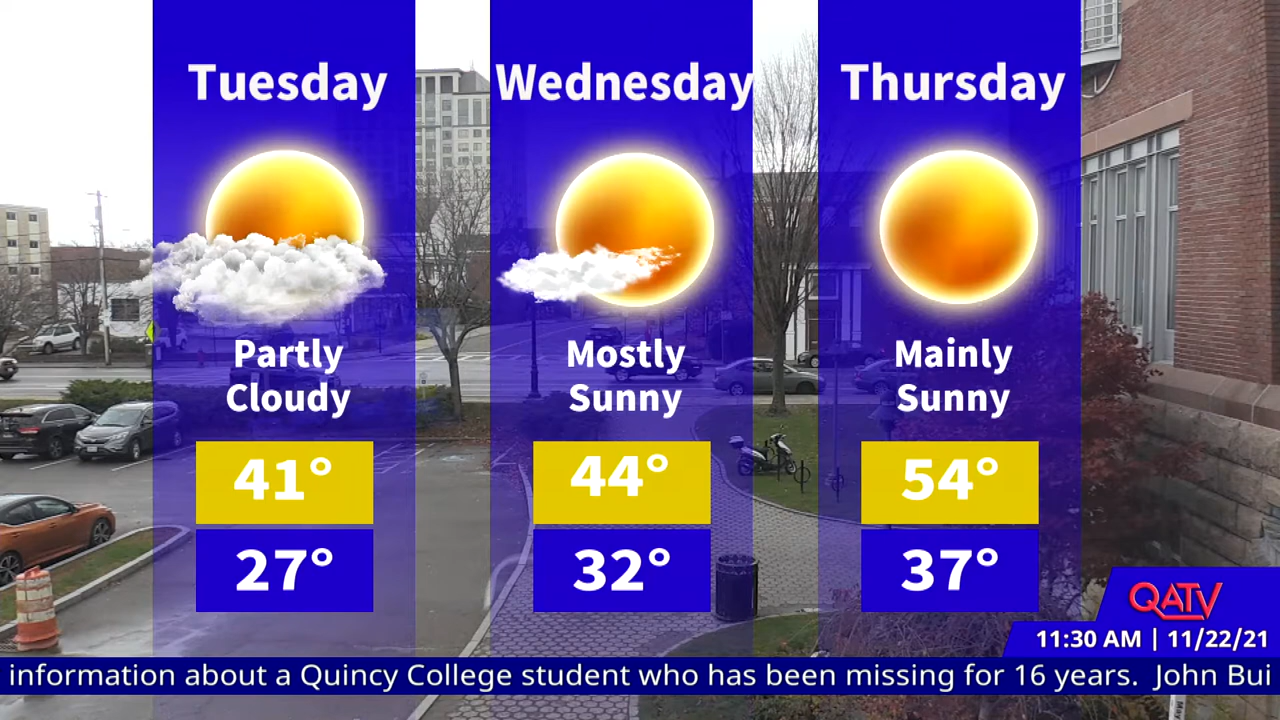 Tuesday
Wednesday
Thursday
Partly
Cloudy
Mostly
Sunny
Mainly
Sunny
41°
44°
54°
27°
32°
37°
QATV
11:30 AM | 11/22/21
information about a Quincy College student who has been missing for 16 years. John Bui